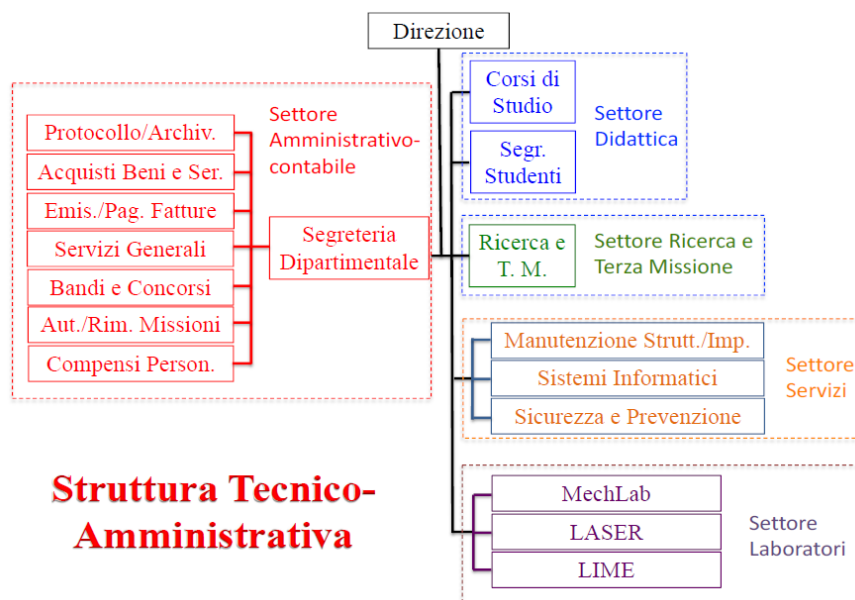 Direzione
Settore
Amministrativo-
contabile
Protocollo/Archiv.
Acquisti Beni e Ser.
Emis./Pag. Fatture
Servizi Generali
Bandi e Concorsi
Aut./Rim. Missioni
Compensi Person.
Segreteria
Dipartimentale
Corsi di
Studio
Segr.
Studenti
Settore
Didattica
Ricerca e
T. M.
Settore Ricerca e
Terza Missione
Manutenzione Strutt./Imp.
Sistemi Informatici
Sicurezza e Prevenzione
Settore
Servizi
MechLab
LASER
LIME
Settore
Laboratori
Struttura Tecnico-
Amministrativa